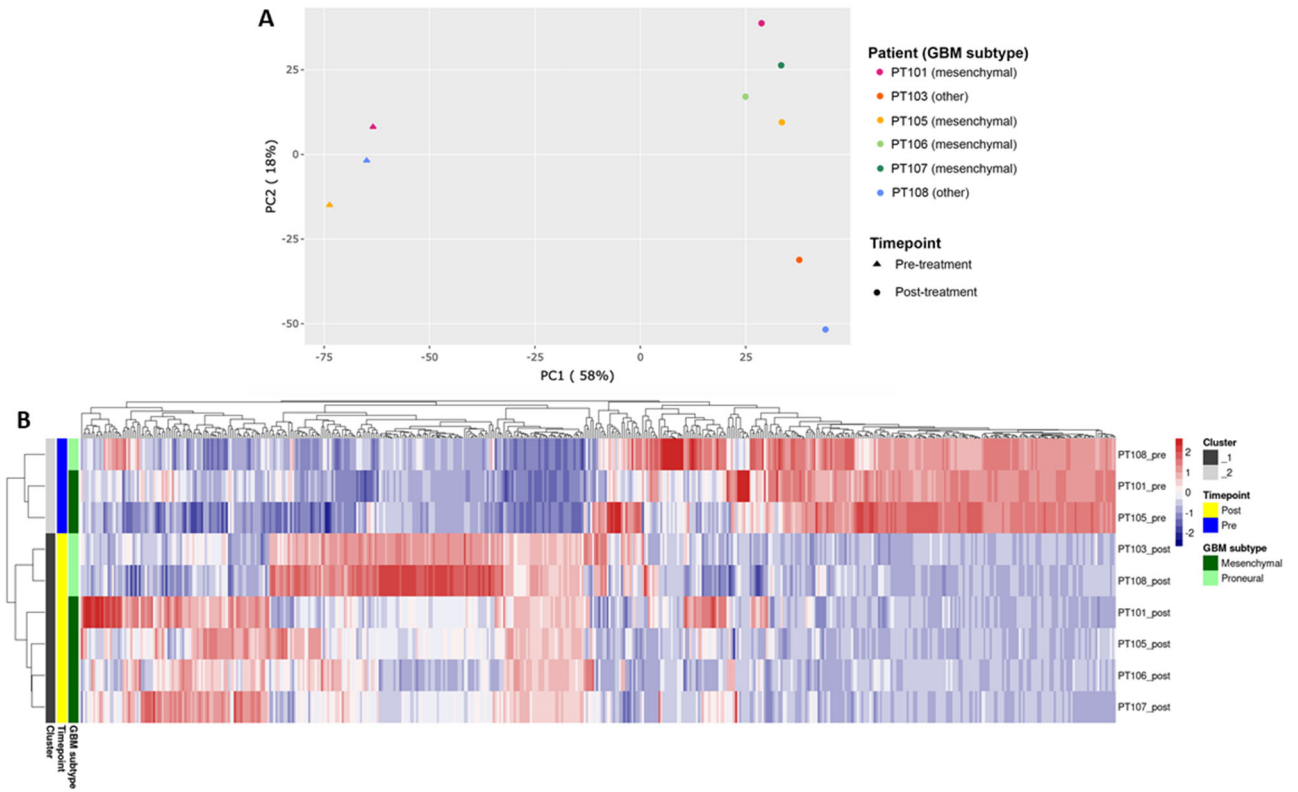 A
25
0
-25
-50
PC2 ( 18%)
-75
-50
-25
0
25
PC1 ( 58%)
Patient (GBM subtype)
PT101 (mesenchymal)
PT103 (other)
PT105 (mesenchymal)
PT106 (mesenchymal)
PT107 (mesenchymal)
PT108 (other)
Timepoint
Pre-treatment
Post-treatment
B
PT108_pre
PT101_pre
PT105_pre
PT103_post
PT108_post
PT101_post
PT105_post
PT106_post
PT107_post
2
1
0
-1
-2
Cluster
_1
_2
Timepoint
Post
Pre
GBM subtype
Mesenchymal
Proneural
Cluster
Timepoint
GBM subtype